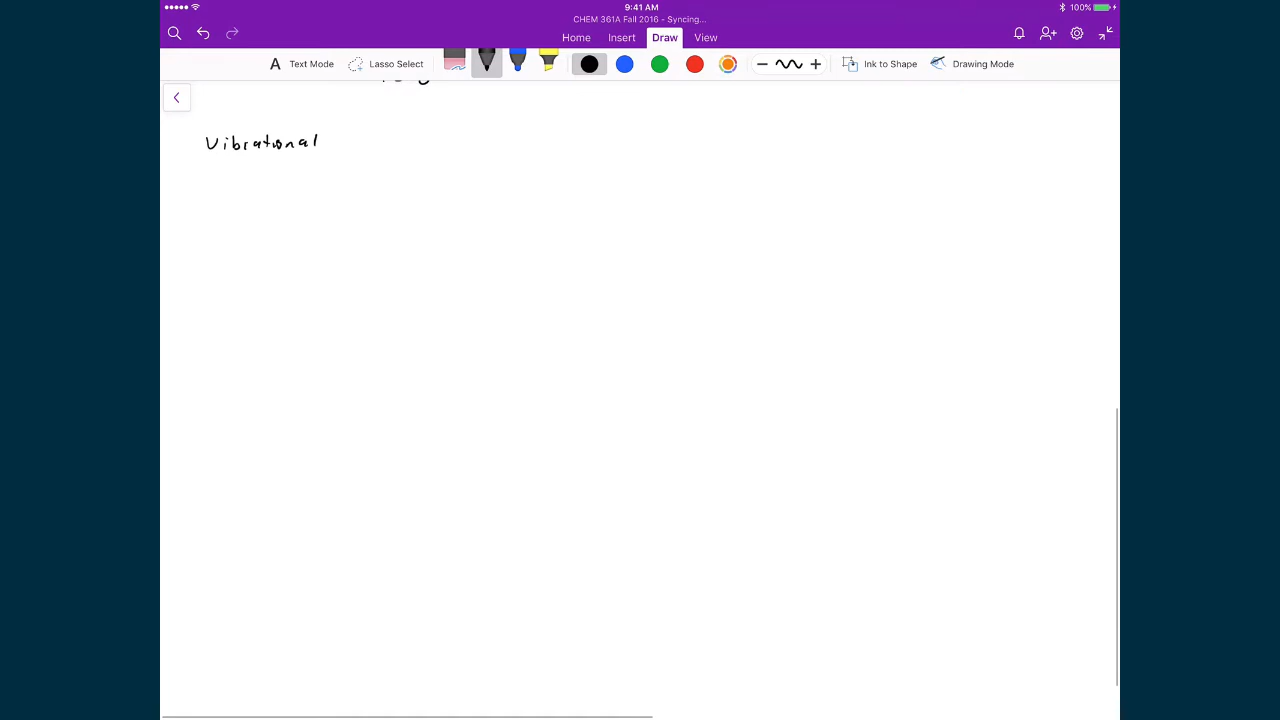 9:41 AM
100%
CHEM 361A Fall 2016 - Syncing...
Home Insert Draw View
A Text Mode Lasso Select Ink to Shape Drawing Mode
Vibrational